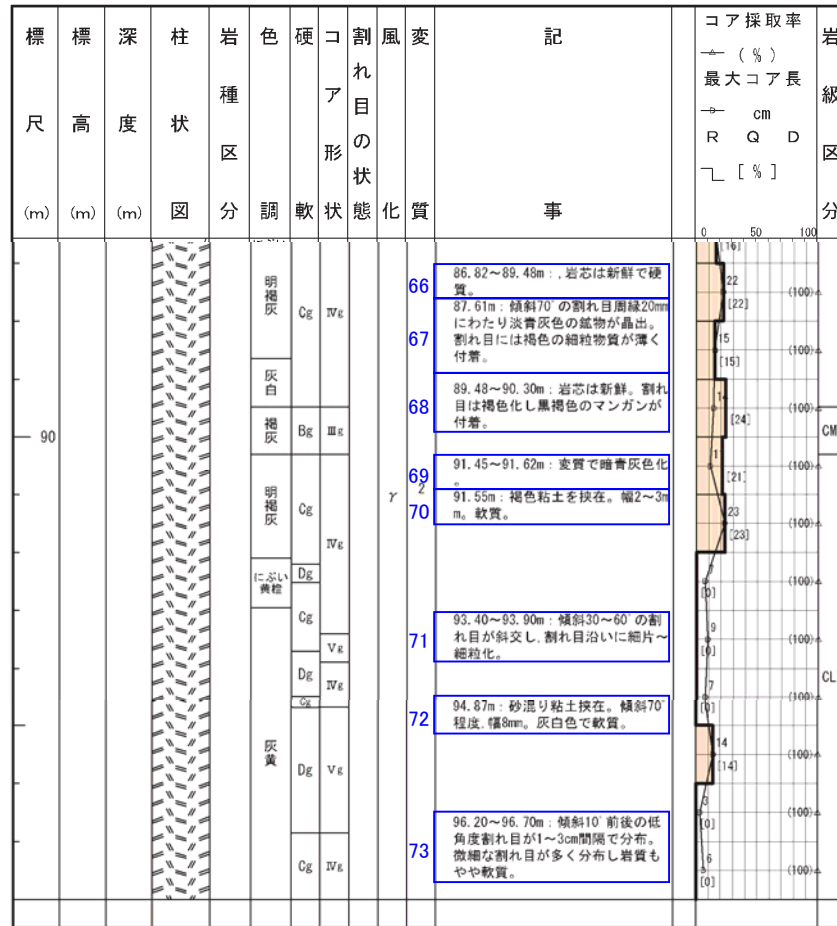 標尺(m)
標高(m)
深度(m)
柱状図
岩種区分
色調
硬軟
コア形状
割れ目の状態
風化
変質
記事
コア採取率
(%)
最大コア長
cm
RQD
[%]
岩級区分
0 50 100
90
明褐灰
灰白
褐灰
明褐灰
にぶい
黄橙
灰黄
Cg
Bg
Cg
Dg
Cg
Dg
Cg
Dg
Cg
Ⅳg
Ⅲg
Ⅳg
Ⅴg
Ⅳg
Ⅴg
Ⅳg
γ
2
66
86.82～89.48m:,岩芯は新鮮で硬
質。
67
87.61m:傾斜70°の割れ目周縁20mm
にわたり淡青灰色の鉱物が晶出。
割れ目には褐色の細粒物質が薄く
付着。
68
89.48～90.30m:岩芯は新鮮。割れ
目は褐色化し黒褐色のマンガンが
付着。
69
91.45～91.62m:変質で暗青灰色化
。
70
91.55m:褐色粘土を挟在。幅2～3m
m。軟質。
71
93.40～93.90m:傾斜30～60°の割
れ目が斜交し,割れ目沿いに細片～
細粒化。
72
94.87m:砂混り粘土挟在。傾斜70°
程度,幅8mm。灰白色で軟質。
73
96.20～96.70m:傾斜10°前後の低
角度割れ目が1～3cm間隔で分布。
微細な割れ目が多く分布し岩質も
やや軟質。
[16]
22 (100)
[22]
15 (100)
[15]
14 (100)
[24]
(100)
[21]
23 (100)
[23]
7 (100)
[0]
9 (100)
[0]
7 (100)
[0]
14 (100)
[14]
3 (100)
[0]
6 (100)
[0]
CM
CL